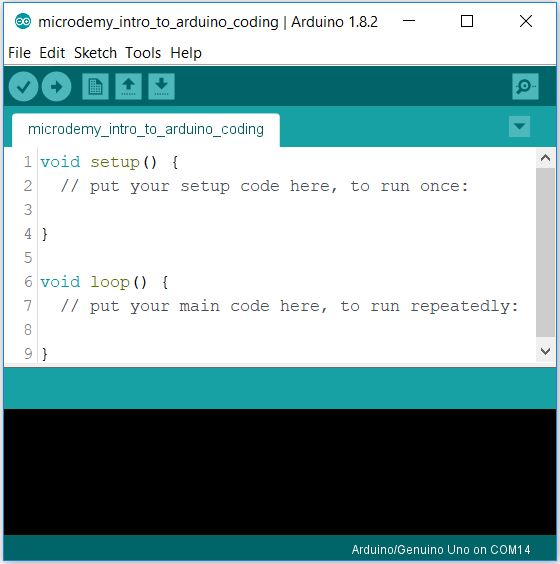 microdemy_intro_to_arduino_coding | Arduino 1.8.2
File Edit Sketch Tools Help
microdemy_intro_to_arduino_coding
1 void setup() {
2   // put your setup code here, to run once:
3
4 }
5
6 void loop() {
7   // put your main code here, to run repeatedly:
8
9 }
Arduino/Genuino Uno on COM14